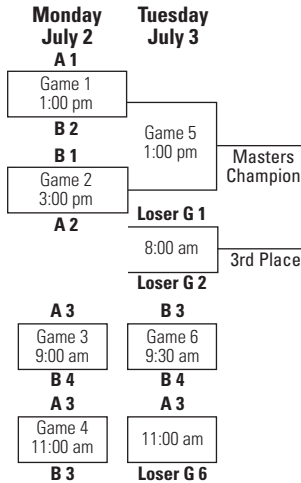 Monday Tuesday
July 2 July 3
A 1
Game 1
1:00 pm
B 2
Game 5
1:00 pm
B 1
Game 2
3:00 pm
A 2
Masters
Champion
Loser G 1
8:00 am
Loser G 2
3rd Place
A 3 B 3
Game 3 Game 6
9:00 am 9:30 am
B 4 B 4
A 3 A 3
Game 4
11:00 am 11:00 am
B 3 Loser G 6